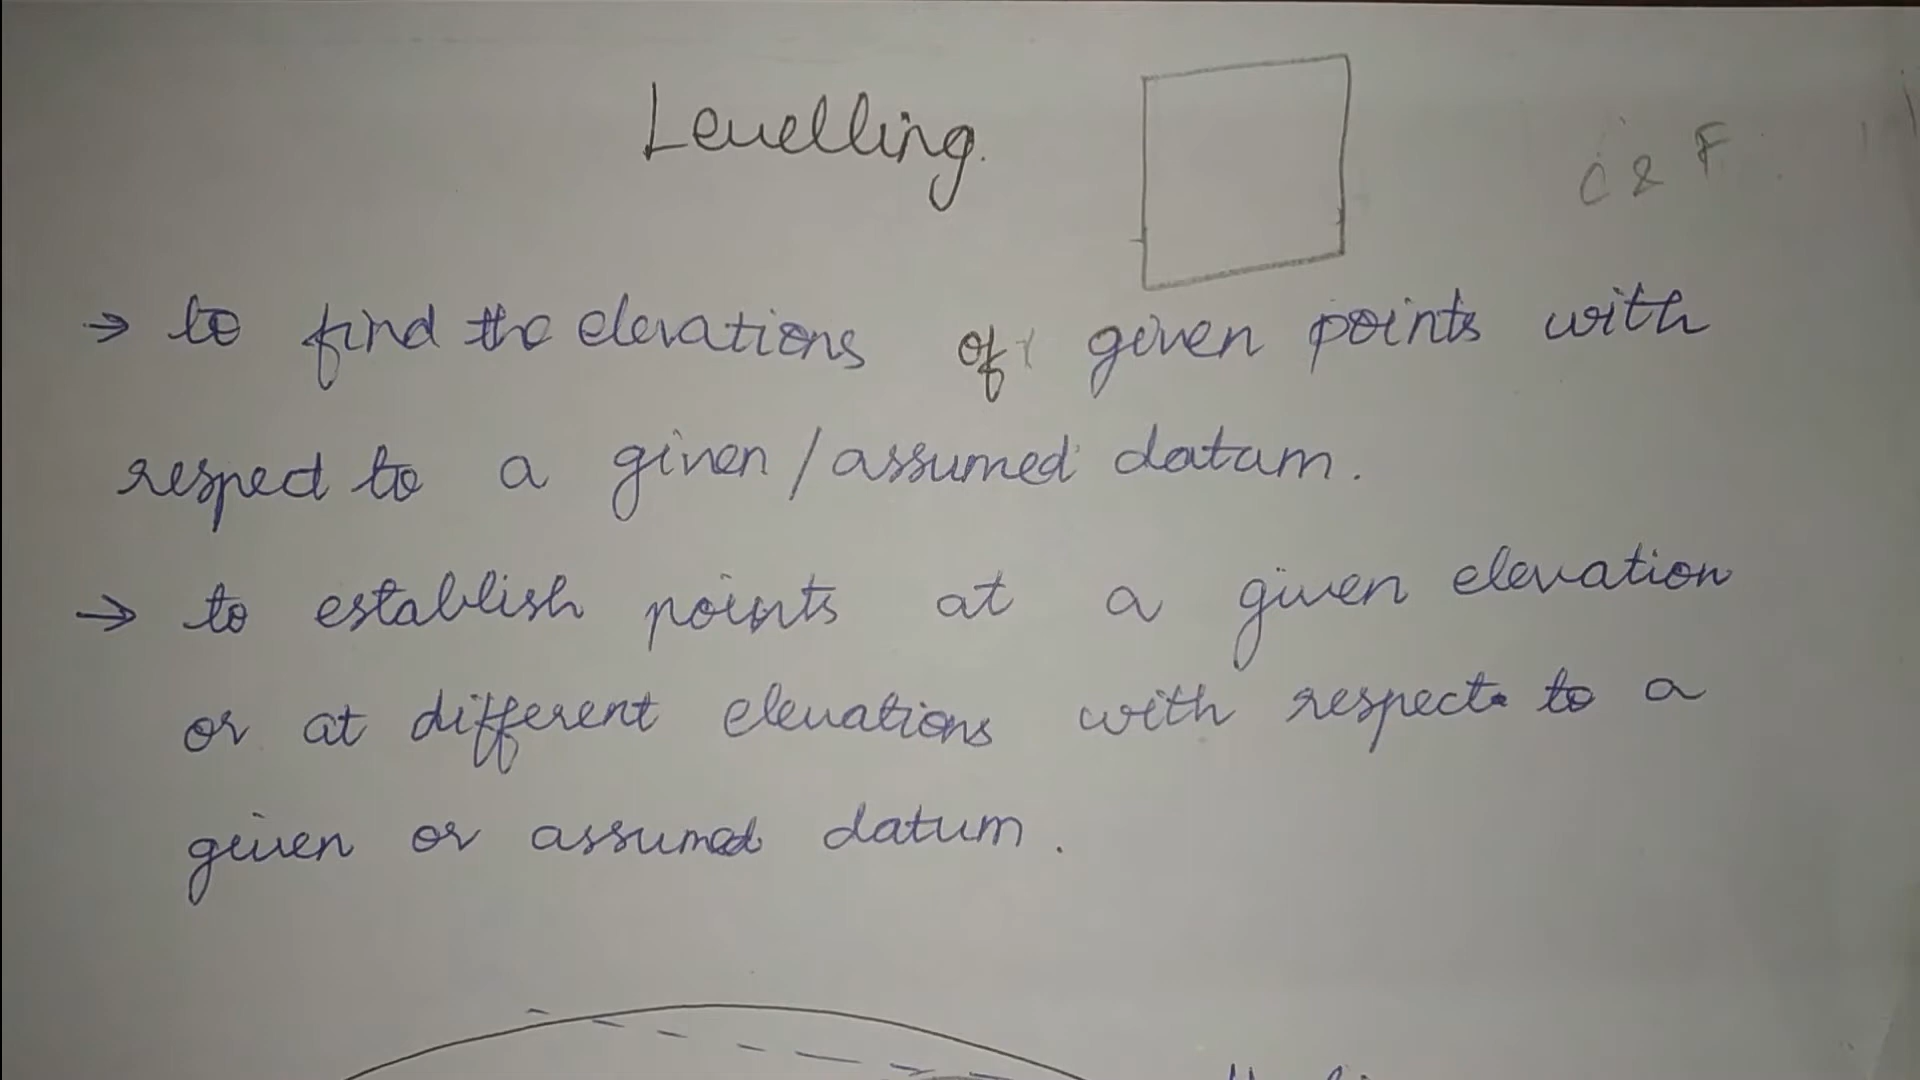 Levelling.
C & F
→ to find the elevations of given points with
respect to a given / assumed datum.
→ to establish points at a given elevation
or at different elevations with respect to a
given or assumed datum.